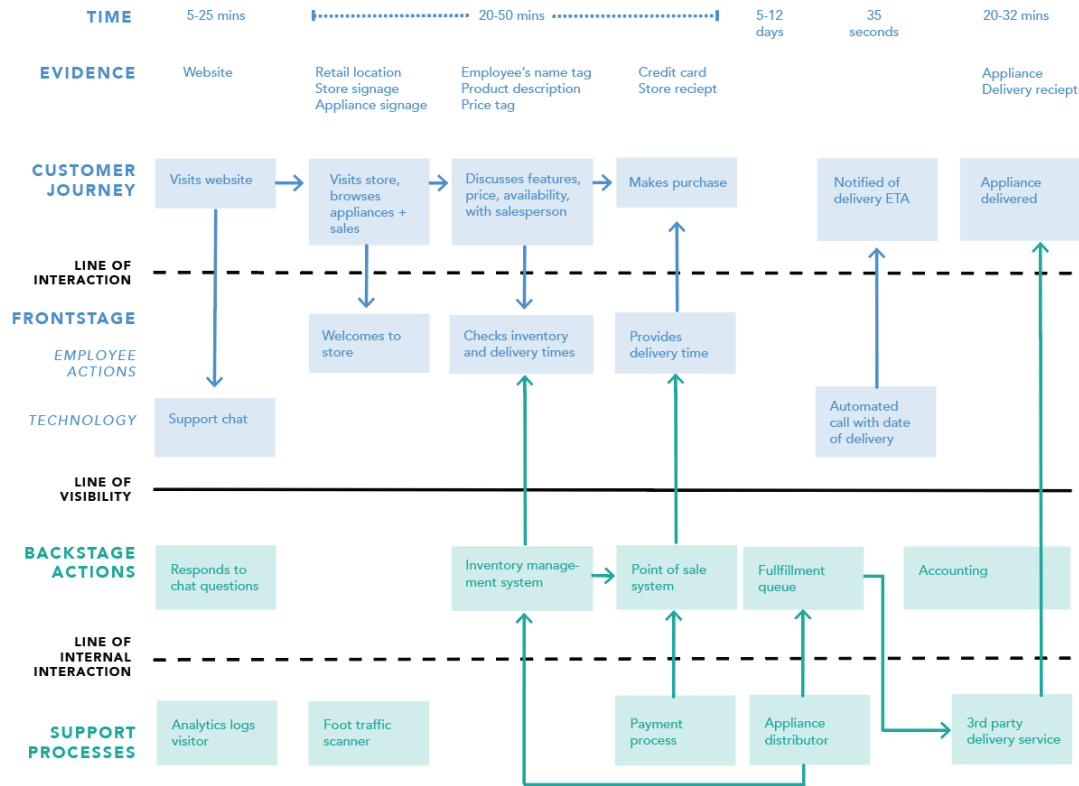 TIME
5-25 mins
20-50 mins
5-12
days
35
seconds
20-32 mins
EVIDENCE
Website
Retail location
Store signage
Appliance signage
Employee's name tag
Product description
Price tag
Credit card
Store reciept
Appliance
Delivery reciept
CUSTOMER
JOURNEY
Visits website
Visits store,
browses
appliances +
sales
Discusses features,
price, availability,
with salesperson
Makes purchase
Notified of
delivery ETA
Appliance
delivered
LINE OF
INTERACTION
FRONTSTAGE
EMPLOYEE
ACTIONS
Welcomes to
store
Checks inventory
and delivery times
Provides
delivery time
TECHNOLOGY
Support chat
Automated
call with date
of delivery
LINE OF
VISIBILITY
BACKSTAGE
ACTIONS
Responds to
chat questions
Inventory manage-
ment system
Point of sale
system
Fullfillment
queue
Accounting
LINE OF
INTERNAL
INTERACTION
SUPPORT
PROCESSES
Analytics logs
visitor
Foot traffic
scanner
Payment
process
Appliance
distributor
3rd party
delivery service